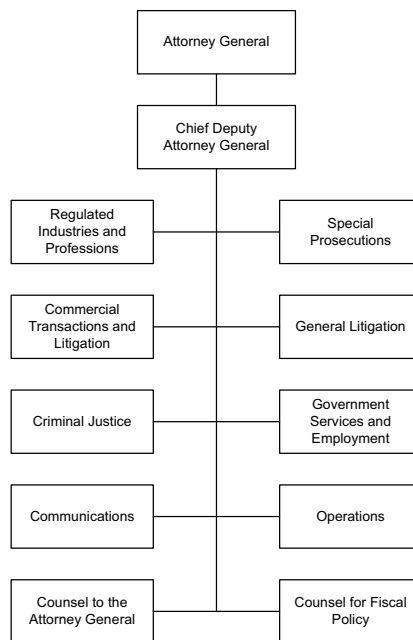 Attorney General
Chief Deputy
Attorney General
Regulated
Industries and
Professions
Special
Prosecutions
Commercial
Transactions and
Litigation
General Litigation
Criminal Justice
Government
Services and
Employment
Communications
Operations
Counsel to the
Attorney General
Counsel for Fiscal
Policy